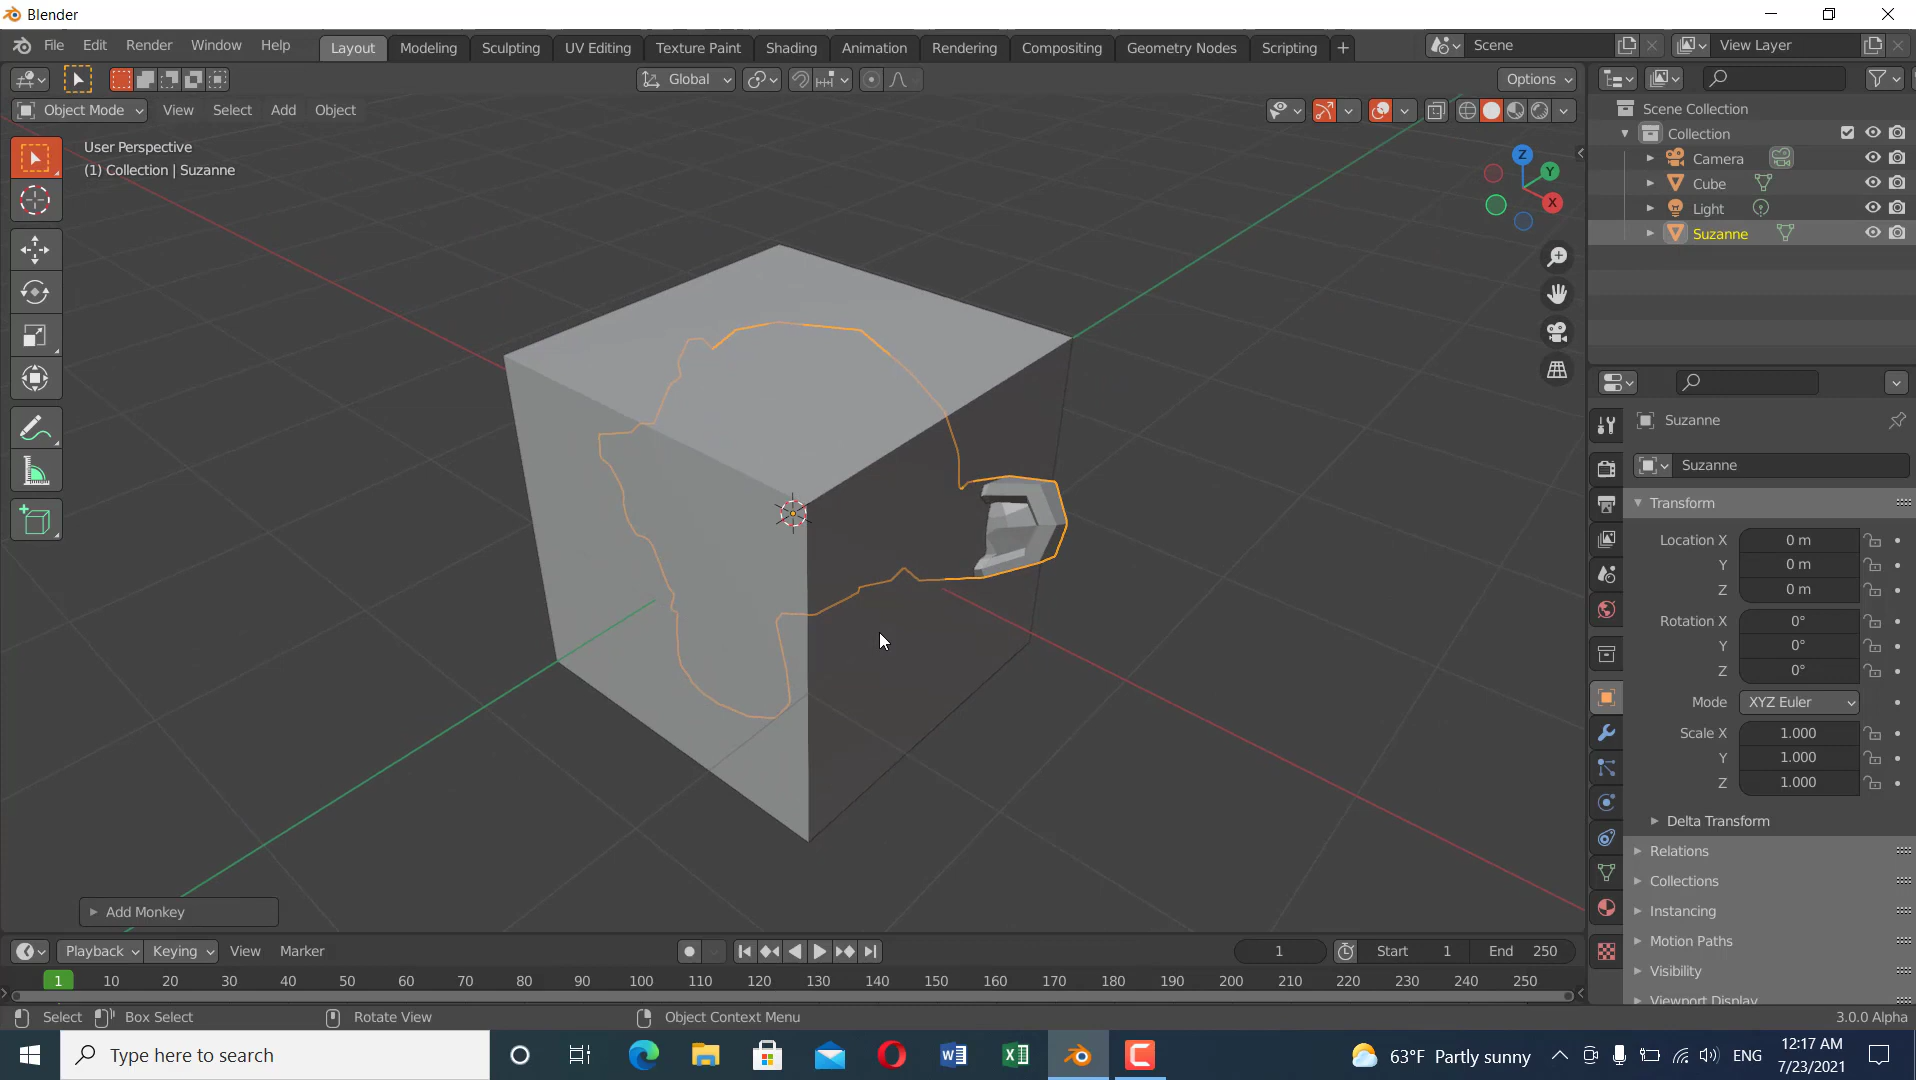 Blender
File Edit Render Window Help Layout Modeling Sculpting UV Editing Texture Paint Shading Animation Rendering Compositing Geometry Nodes Scripting + Scene View Layer
Global Options
Object Mode View Select Add Object
User Perspective
(1) Collection | Suzanne
Z
Y
X
Scene Collection
Collection
Camera
Cube
Light
Suzanne
Suzanne
Suzanne
Transform
Location X 0 m
Y 0 m
Z 0 m
Rotation X 0°
Y 0°
Z 0°
Mode XYZ Euler
Scale X 1.000
Y 1.000
Z 1.000
Delta Transform
Relations
Collections
Instancing
Motion Paths
Visibility
Viewport Display
Add Monkey
Playback Keying View Marker 1 Start 1 End 250
1 10 20 30 40 50 60 70 80 90 100 110 120 130 140 150 160 170 180 190 200 210 220 230 240 250
Select Box Select Rotate View Object Context Menu 3.0.0 Alpha
Type here to search 63°F Partly sunny ENG 12:17 AM
7/23/2021